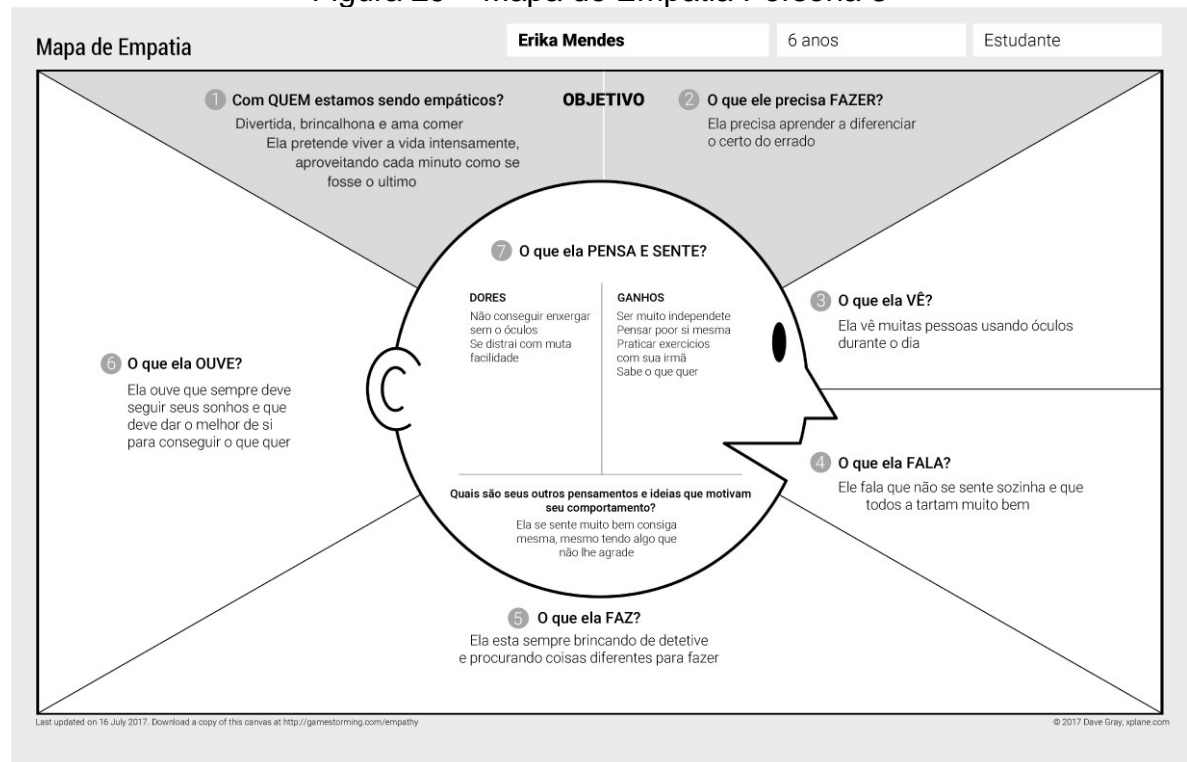 Mapa de Empatia
Erika Mendes
6 anos
Estudante
1 Com QUEM estamos sendo empáticos?
Divertida, brincalhona e ama comer
Ela pretende viver a vida intensamente,
aproveitando cada minuto como se
fosse o ultimo
OBJETIVO
2 O que ele precisa FAZER?
Ela precisa aprender a diferenciar
o certo do errado
3 O que ela VÊ?
Ela vê muitas pessoas usando óculos
durante o dia
4 O que ela FALA?
Ele fala que não se sente sozinha e que
todos a tartam muito bem
5 O que ela FAZ?
Ela esta sempre brincando de detetive
e procurando coisas diferentes para fazer
6 O que ela OUVE?
Ela ouve que sempre deve
seguir seus sonhos e que
deve dar o melhor de si
para conseguir o que quer
7 O que ela PENSA E SENTE?
DORES
Não conseguir enxergar
sem o óculos
Se distrai com muta
facilidade
GANHOS
Ser muito independete
Pensar poor si mesma
Praticar exercicios
com sua irmã
Sabe o que quer
Quais são seus outros pensamentos e ideias que motivam
seu comportamento?
Ela se sente muito bem consiga
mesma, mesmo tendo algo que
não lhe agrade
Last updated on 16 July 2017. Download a copy of this canvas at http://gamestorming.com/empathy
© 2017 Dave Gray, xplane.com